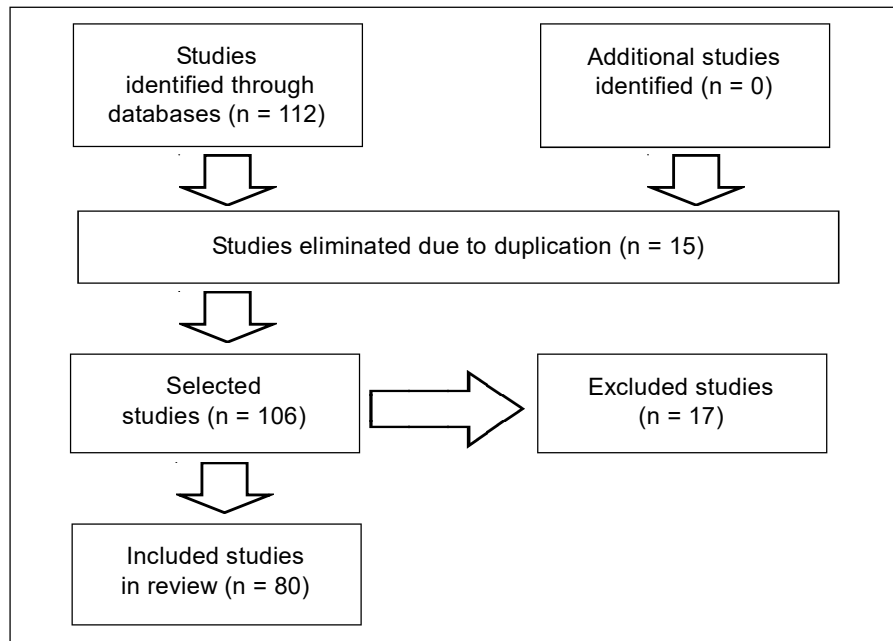 Studies
identified through
databases (n = 112)
Additional studies
identified (n = 0)
Studies eliminated due to duplication (n = 15)
Selected
studies (n = 106)
Excluded studies
(n = 17)
Included studies
in review (n = 80)